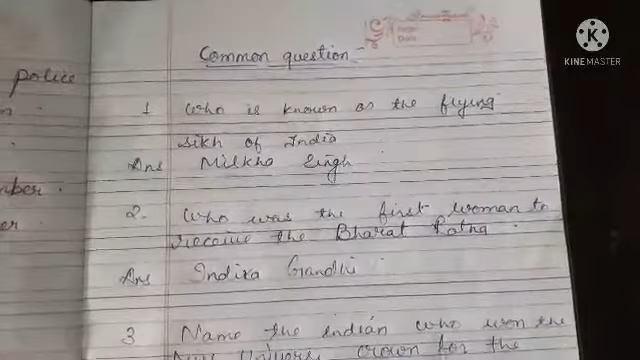 police
Common question
1 Who is known as the flying
sikh of India
Ans Milkha Singh
2. Who was the first woman to
receive the Bharat Ratna
Ans Indira Gandhi
3 Name the indian who won the
crown for the
mber.
er
KINEMASTER